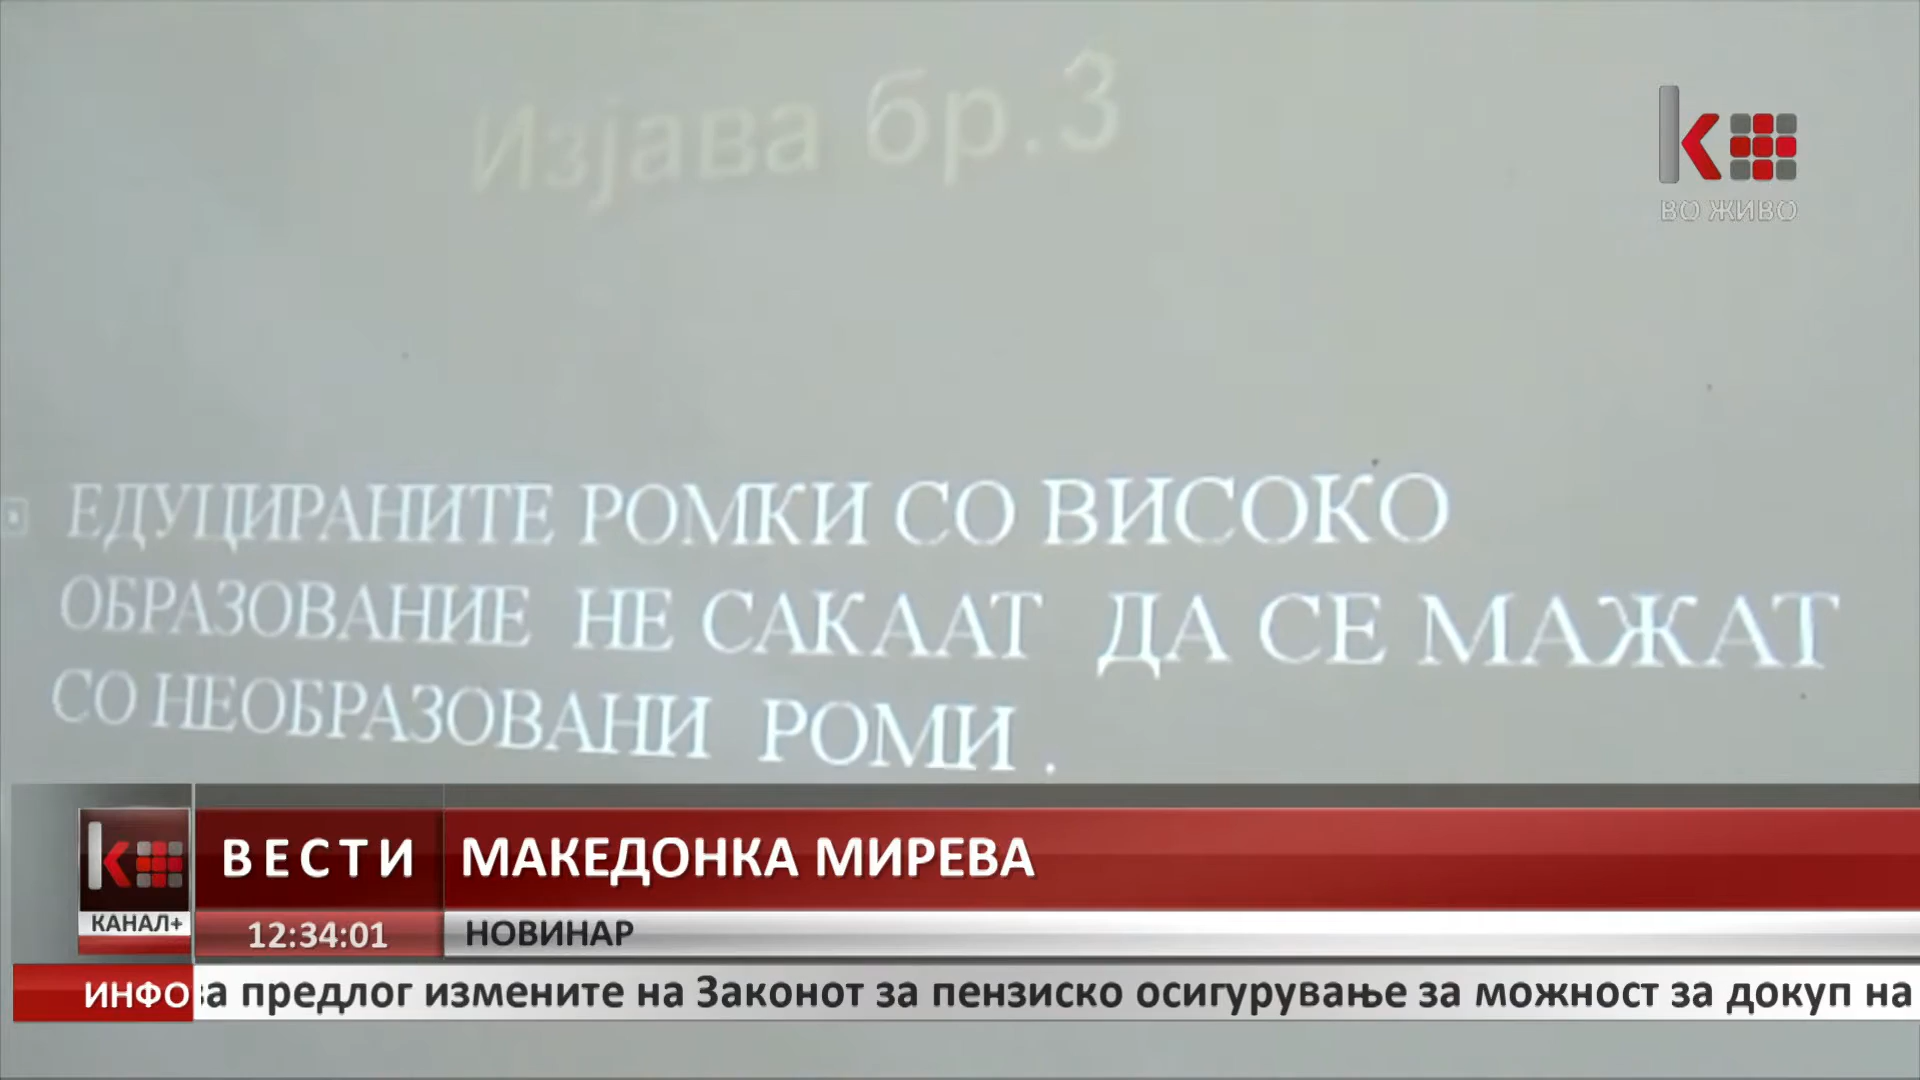 Изјава бр.3
ВО ЖИВО
ЕДУЦИРАНИТЕ РОМКИ СО ВИСОКО
ОБРАЗОВАНИЕ НЕ САКААТ ДА СЕ МАЖАТ
СО НЕОБРАЗОВАНИ РОМИ .
ВЕСТИ
МАКЕДОНКА МИРЕВА
КАНАЛ+
12:34:01
НОВИНАР
ИНФО
предлог измените на Законот за пензиско осигурување за можност за докуп на